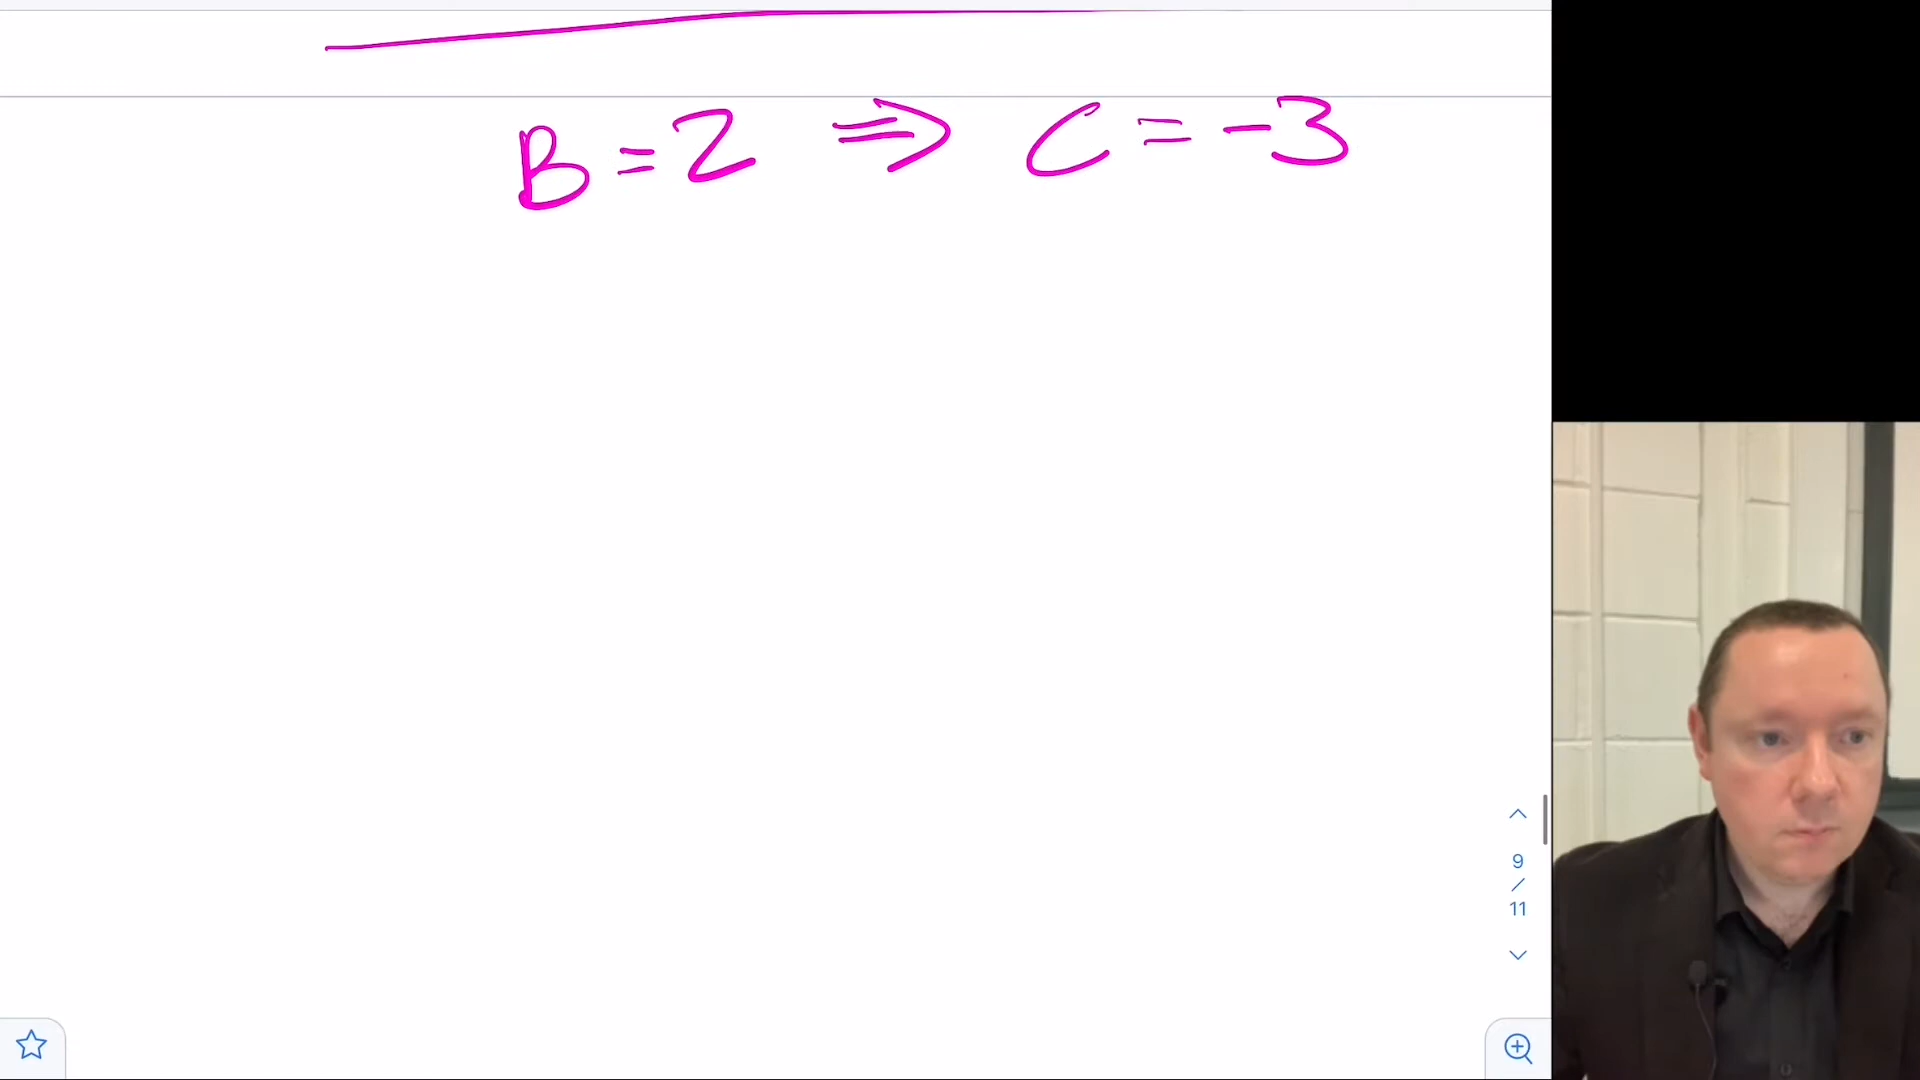 B = 2 ⇒ C = -3
9
/
11